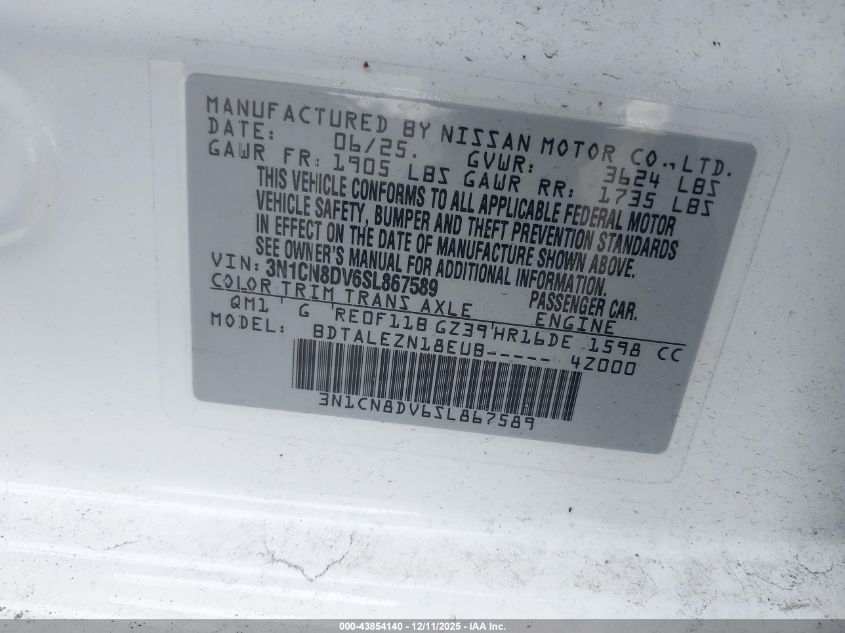 MANUFACTURED BY NISSAN MOTOR CO., LTD.
DATE: 06/25. GVWR: 3624 LBS
GAWR FR: 1905 LBS GAWR RR: 1735 LBS
THIS VEHICLE CONFORMS TO ALL APPLICABLE FEDERAL MOTOR
VEHICLE SAFETY, BUMPER AND THEFT PREVENTION STANDARDS
IN EFFECT ON THE DATE OF MANUFACTURE SHOWN ABOVE.
SEE OWNER'S MANUAL FOR ADDITIONAL INFORMATION.
VIN: 3N1CN8DV6SL867589 PASSENGER CAR.
COLOR TRIM TRANS AXLE ENGINE
QM1 ' G 'RE0F11B GZ39'HR16DE 1598 CC
MODEL: BDTALEZN18EUB----- 4Z000
3N1CN8DV6SL867589
000-43854140 - 12/11/2025 - IAA Inc.